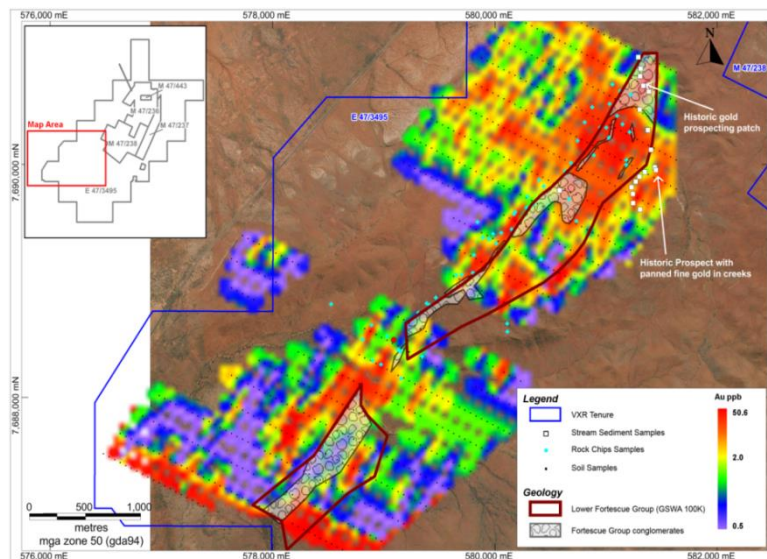 576,000 mE
578,000 mE
580,000 mE
582,000 mE
M 47/443
M 47/236
M 47/237
M 47/238
Map Area
E 47/3495
E 47/3495
M 47/238
N
7,690,000 mN
Historic gold
prospecting patch
Historic Prospect with
panned fine gold in creeks
7,688,000 mN
Legend
VXR Tenure
Stream Sediment Samples
Rock Chips Samples
Soil Samples
Geology
Lower Fortescue Group (GSWA 100K)
Fortescue Group conglomerates
Au ppb
50.6
2.0
0.5
0 500 1,000
metres
mga zone 50 (gda94)
576,000 mE
578,000 mE
580,000 mE
582,000 mE